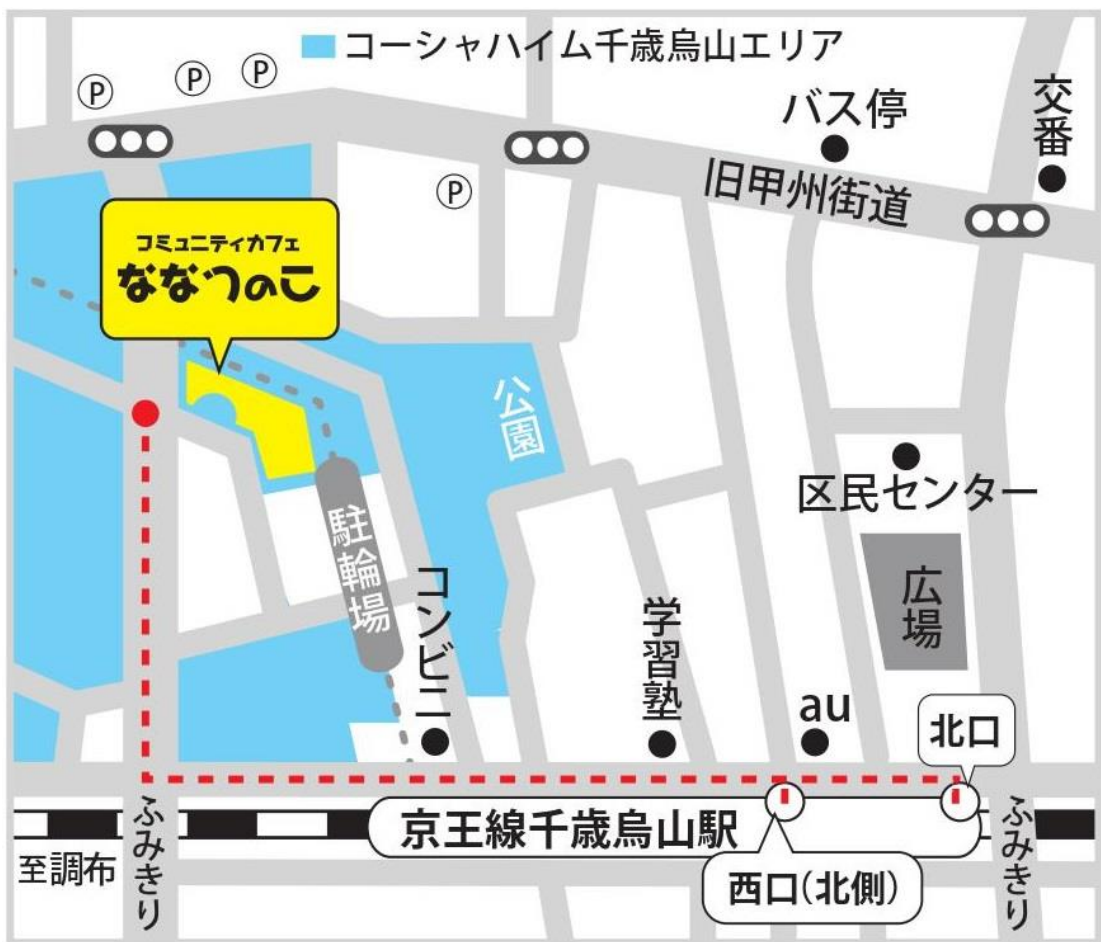 コーシャハイム千歳烏山エリア
P
P
P
バス停
交番
P
旧甲州街道
コミュニティカフェ
ななつのこ
公園
区民センター
駐輪場
広場
コンビニ
学習塾
au
北口
京王線千歳烏山駅
西口(北側)
至調布
ふみきり
ふみきり